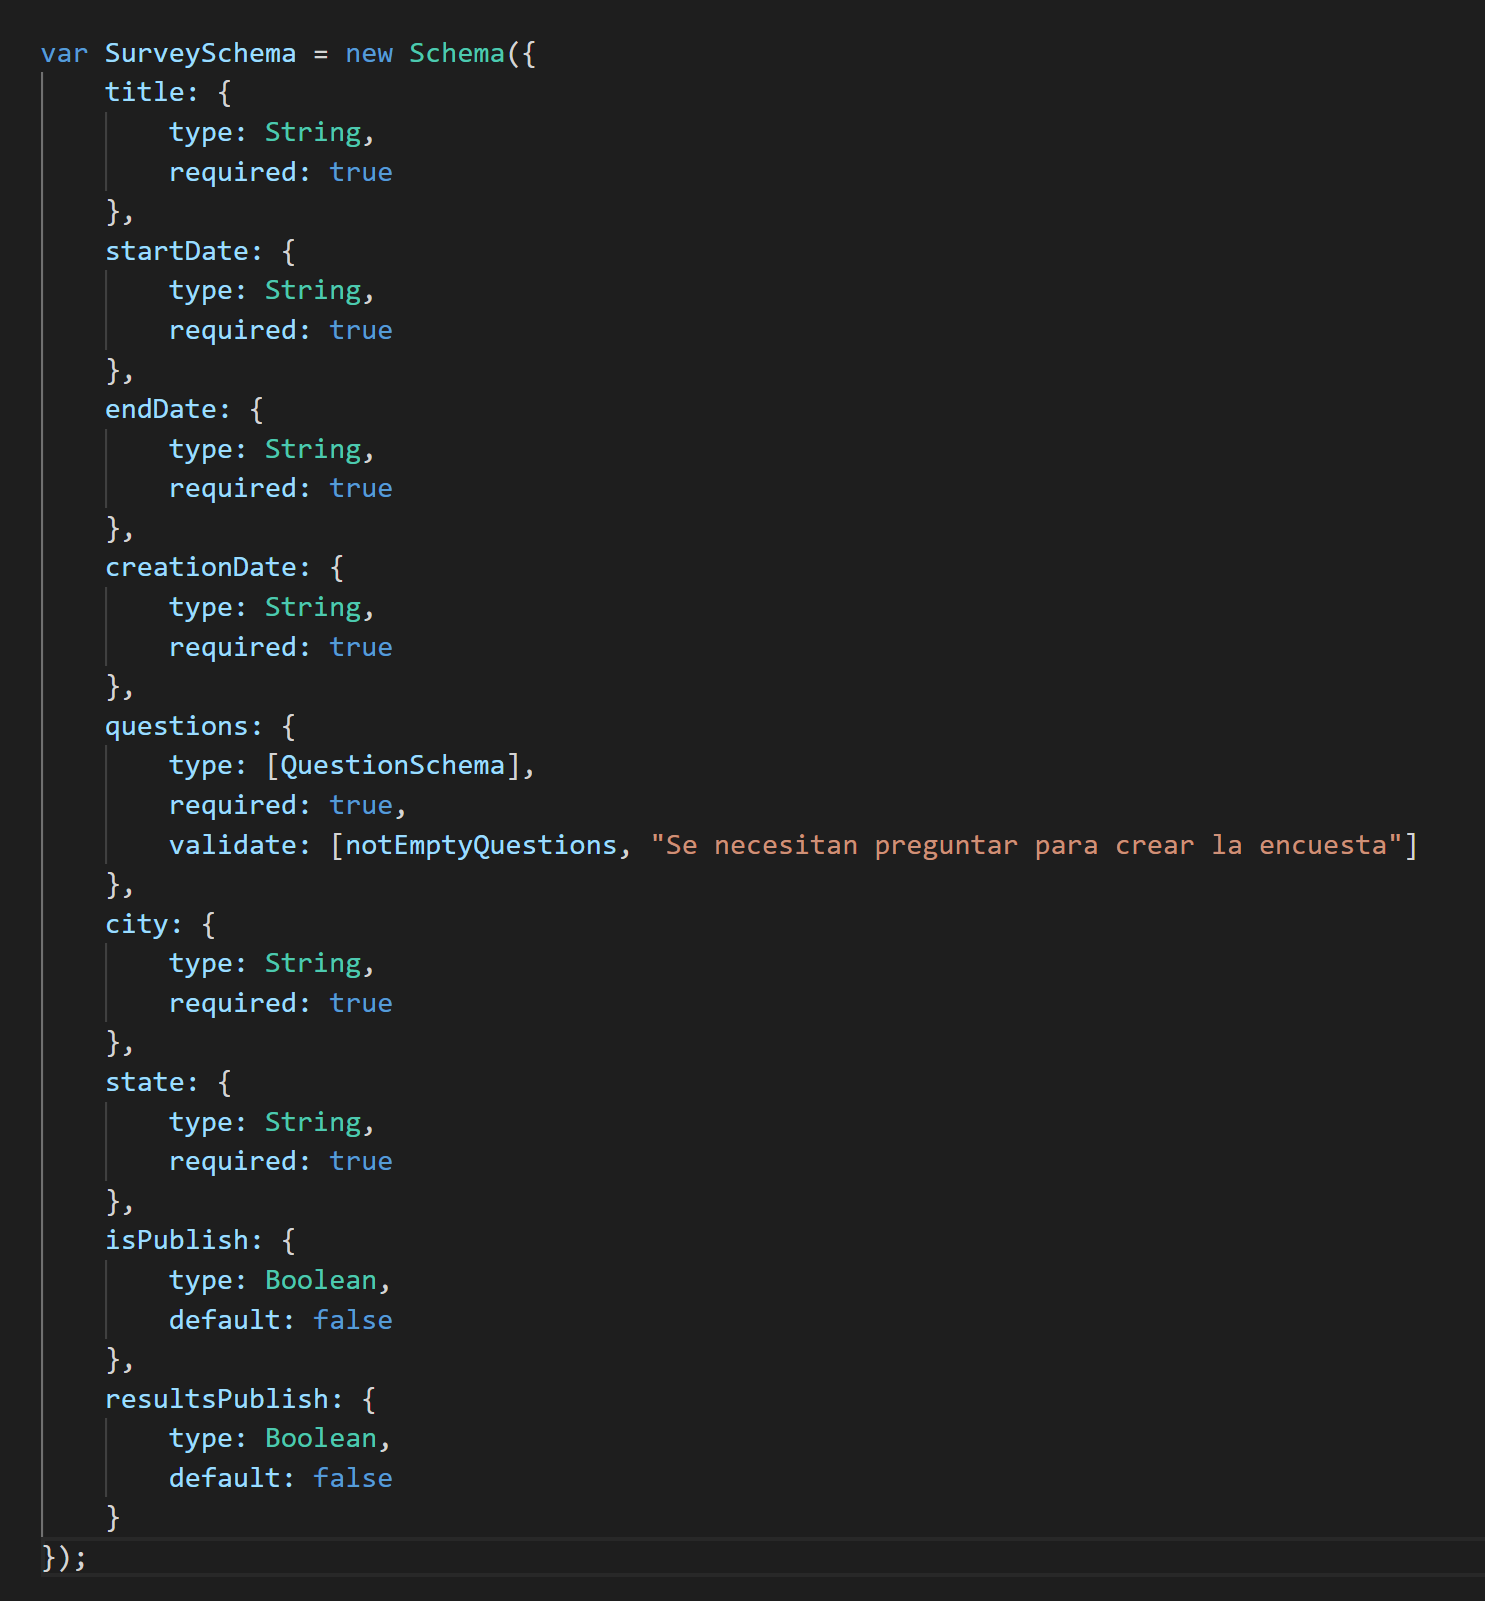 var SurveySchema = new Schema({
    title: {
        type: String,
        required: true
    },
    startDate: {
        type: String,
        required: true
    },
    endDate: {
        type: String,
        required: true
    },
    creationDate: {
        type: String,
        required: true
    },
    questions: {
        type: [QuestionSchema],
        required: true,
        validate: [notEmptyQuestions, "Se necesitan preguntar para crear la encuesta"]
    },
    city: {
        type: String,
        required: true
    },
    state: {
        type: String,
        required: true
    },
    isPublish: {
        type: Boolean,
        default: false
    },
    resultsPublish: {
        type: Boolean,
        default: false
    }
});